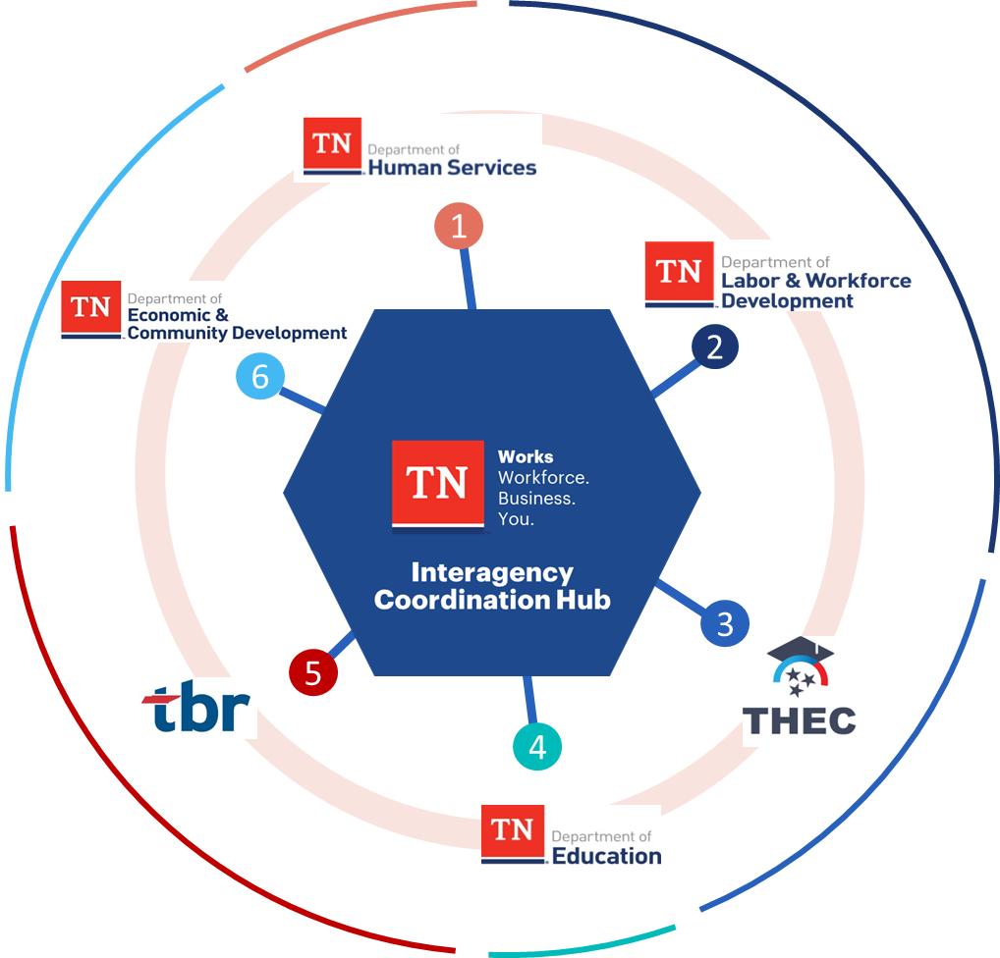 TN
Department of
Human Services
1
TN
Department of
Labor & Workforce
Development
2
TN
Department of
Economic &
Community Development
6
TN
Works
Workforce.
Business.
You.
Interagency
Coordination Hub
3
THEC
5
tbr
4
TN
Department of
Education